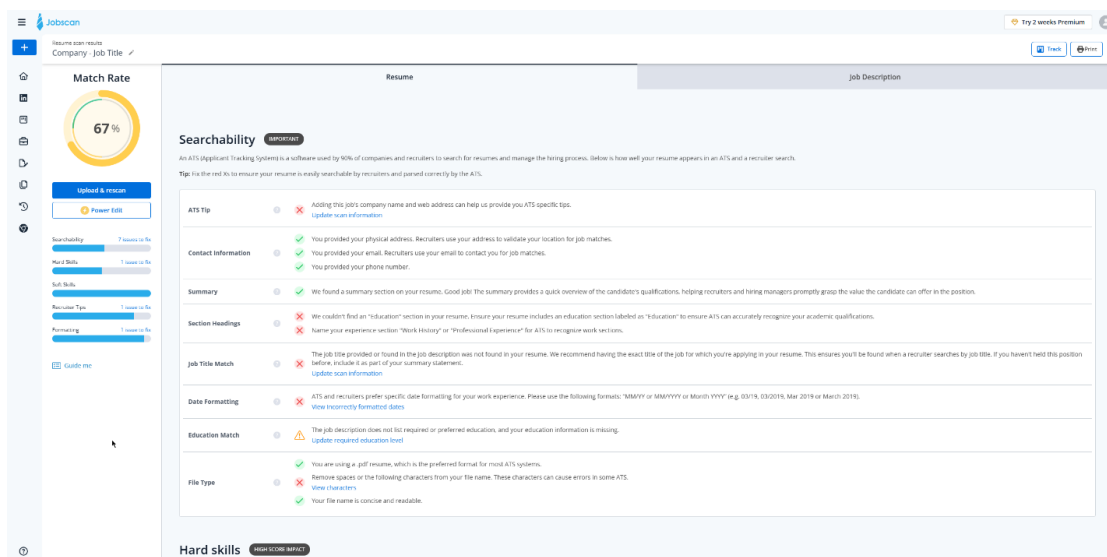 Jobscan
Try 2 weeks Premium
Resume scan results
Company - Job Title
Track
Print
Match Rate
67 %
Upload & rescan
Power Edit
Searchability 7 issues to fix
Hard Skills 1 issue to fix
Soft Skills
Recruiter Tips 1 issue to fix
Formatting 1 issue to fix
Guide me
Resume
Job Description
Searchability IMPORTANT
An ATS (Applicant Tracking System) is a software used by 90% of companies and recruiters to search for resumes and manage the hiring process. Below is how well your resume appears in an ATS and a recruiter search.
Tip: Fix the red Xs to ensure your resume is easily searchable by recruiters and parsed correctly by the ATS.
ATS Tip
Adding this job's company name and web address can help us provide you ATS-specific tips.
Update scan information
Contact Information
You provided your physical address. Recruiters use your address to validate your location for job matches.
You provided your email. Recruiters use your email to contact you for job matches.
You provided your phone number.
Summary
We found a summary section on your resume. Good job! The summary provides a quick overview of the candidate's qualifications, helping recruiters and hiring managers promptly grasp the value the candidate can offer in the position.
Section Headings
We couldn't find an "Education" section in your resume. Ensure your resume includes an education section labeled as "Education" to ensure ATS can accurately recognize your academic qualifications.
Name your experience section "Work History" or "Professional Experience" for ATS to recognize work sections.
Job Title Match
The job title provided or found in the job description was not found in your resume. We recommend having the exact title of the job for which you're applying in your resume. This ensures you'll be found when a recruiter searches by job title. If you haven't held this position
before, include it as part of your summary statement.
Update scan information
Date Formatting
ATS and recruiters prefer specific date formatting for your work experience. Please use the following formats: "MM/YY or MM/YYYY or Month YYYY" (e.g. 03/19, 03/2019, Mar 2019 or March 2019).
View incorrectly formatted dates
Education Match
The job description does not list required or preferred education, and your education information is missing.
Update required education level
File Type
You are using a .pdf resume, which is the preferred format for most ATS systems.
Remove spaces or the following characters from your file name. These characters can cause errors in some ATS.
View characters
Your file name is concise and readable.
Hard skills HIGH SCORE IMPACT